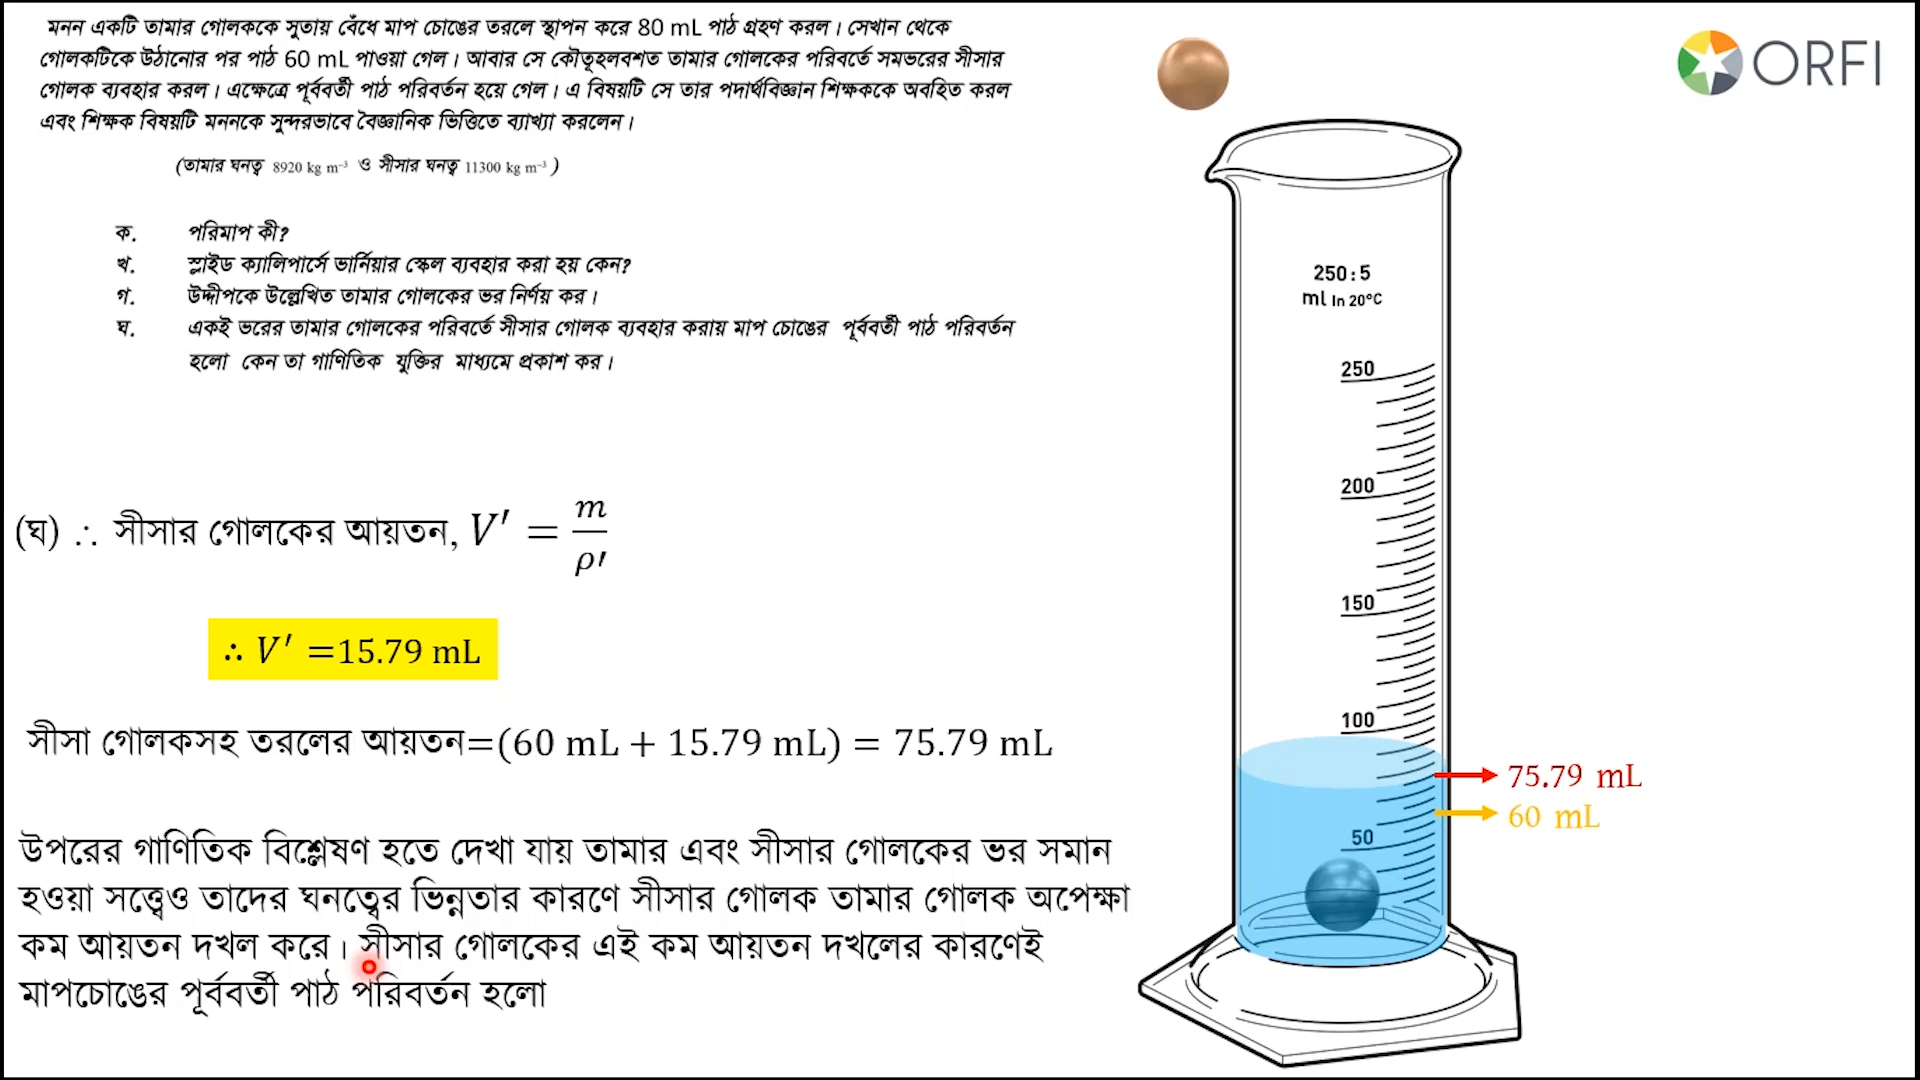 মনন একটি তামার গোলককে সুতায় বেঁধে মাপ চোঙের তরলে স্থাপন করে 80 mL পাঠ গ্রহণ করল। সেখান থেকে
গোলকটিকে উঠানোর পর পাঠ 60 mL পাওয়া গেল। আবার সে কৌতূহলবশত তামার গোলকের পরিবর্তে সমভরের সীসার
গোলক ব্যবহার করল। এক্ষেত্রে পূর্ববর্তী পাঠ পরিবর্তন হয়ে গেল। এ বিষয়টি সে তার পদার্থবিজ্ঞান শিক্ষককে অবহিত করল
এবং শিক্ষক বিষয়টি মননকে সুন্দরভাবে বৈজ্ঞানিক ভিত্তিতে ব্যাখ্যা করলেন।
(তামার ঘনত্ব 8920 kg m⁻³ ও সীসার ঘনত্ব 11300 kg m⁻³)
ক. পরিমাপ কী?
খ. স্লাইড ক্যালিপার্সে ভার্নিয়ার স্কেল ব্যবহার করা হয় কেন?
গ. উদ্দীপকে উল্লেখিত তামার গোলকের ভর নির্ণয় কর।
ঘ. একই ভরের তামার গোলকের পরিবর্তে সীসার গোলক ব্যবহার করায় মাপ চোঙের পূর্ববর্তী পাঠ পরিবর্তন
হলো কেন তা গাণিতিক যুক্তির মাধ্যমে প্রকাশ কর।
(ঘ) ∴ সীসার গোলকের আয়তন, V′ = m/ρ′
∴ V′ =15.79 mL
সীসা গোলকসহ তরলের আয়তন=(60 mL + 15.79 mL) = 75.79 mL
উপরের গাণিতিক বিশ্লেষণ হতে দেখা যায় তামার এবং সীসার গোলকের ভর সমান
হওয়া সত্ত্বেও তাদের ঘনত্বের ভিন্নতার কারণে সীসার গোলক তামার গোলক অপেক্ষা
কম আয়তন দখল করে। সীসার গোলকের এই কম আয়তন দখলের কারণেই
মাপচোঙের পূর্ববর্তী পাঠ পরিবর্তন হলো
ORFI
250:5
ml In 20°C
250
200
150
100
50
75.79 mL
60 mL